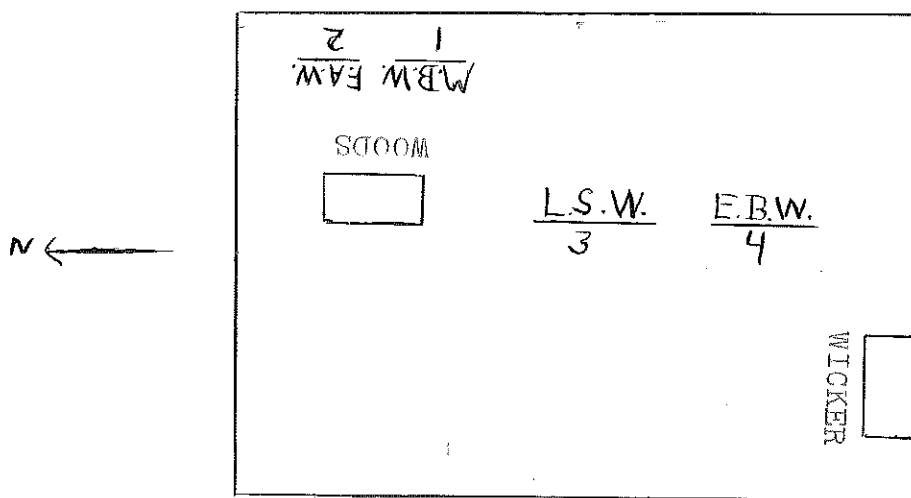 2 1
F.A.W. M.B.W.
WOODS
L.S.W. E.B.W.
3 4
N
WICKER